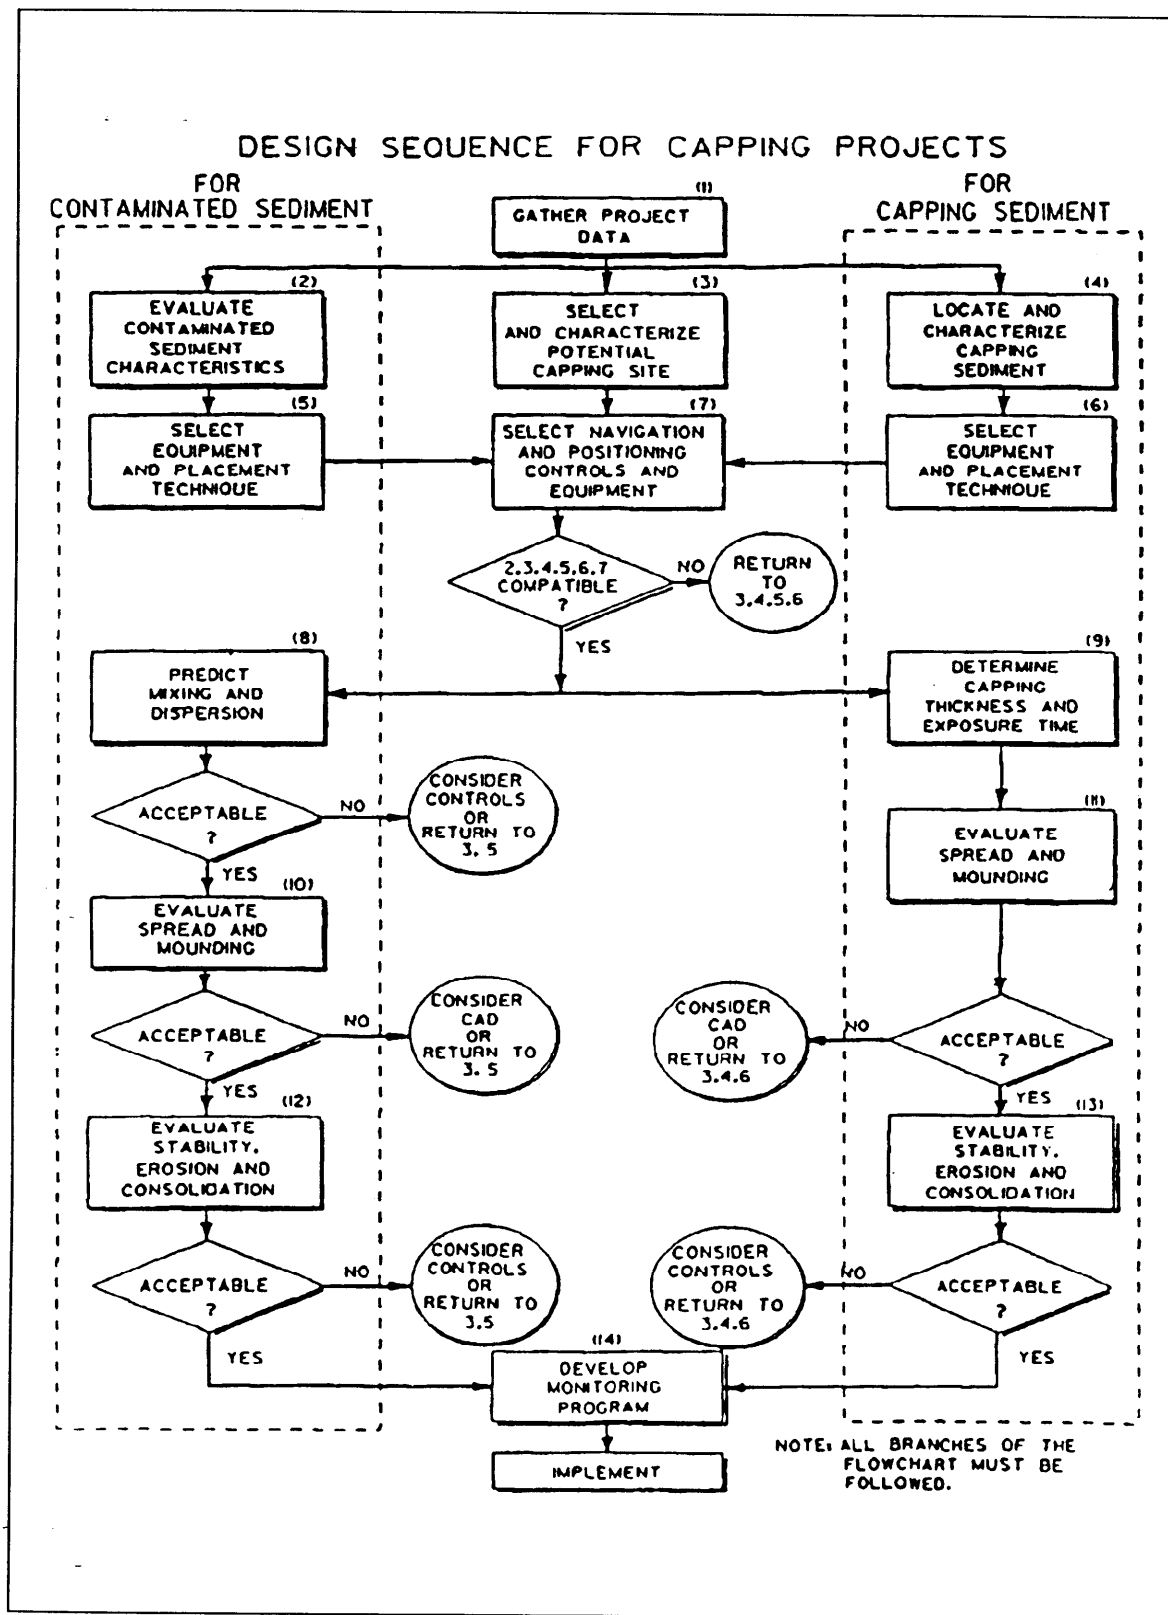 DESIGN SEQUENCE FOR CAPPING PROJECTS
FOR
CONTAMINATED SEDIMENT
FOR
CAPPING SEDIMENT
(1)
GATHER PROJECT
DATA
(2)
EVALUATE
CONTAMINATED
SEDIMENT
CHARACTERISTICS
(3)
SELECT
AND CHARACTERIZE
POTENTIAL
CAPPING SITE
(4)
LOCATE AND
CHARACTERIZE
CAPPING
SEDIMENT
(5)
SELECT
EQUIPMENT
AND PLACEMENT
TECHNIQUE
(7)
SELECT NAVIGATION
AND POSITIONING
CONTROLS AND
EQUIPMENT
(6)
SELECT
EQUIPMENT
AND PLACEMENT
TECHNIQUE
2.3.4.5.6.7
COMPATIBLE
?
NO
RETURN
TO
3.4.5.6
YES
(8)
PREDICT
MIXING AND
DISPERSION
(9)
DETERMINE
CAPPING
THICKNESS AND
EXPOSURE TIME
ACCEPTABLE
?
NO
CONSIDER
CONTROLS
OR
RETURN TO
3. 5
YES
(11)
EVALUATE
SPREAD AND
MOUNDING
(10)
EVALUATE
SPREAD AND
MOUNDING
ACCEPTABLE
?
NO
CONSIDER
CAD
OR
RETURN TO
3. 5
YES
CONSIDER
CAD
OR
RETURN TO
3.4.6
NO
ACCEPTABLE
?
YES
(12)
EVALUATE
STABILITY.
EROSION AND
CONSOLIDATION
(13)
EVALUATE
STABILITY.
EROSION AND
CONSOLIDATION
ACCEPTABLE
?
NO
CONSIDER
CONTROLS
OR
RETURN TO
3.5
YES
CONSIDER
CONTROLS
OR
RETURN TO
3.4.6
NO
ACCEPTABLE
?
YES
(14)
DEVELOP
MONITORING
PROGRAM
IMPLEMENT
NOTE: ALL BRANCHES OF THE
FLOWCHART MUST BE
FOLLOWED.